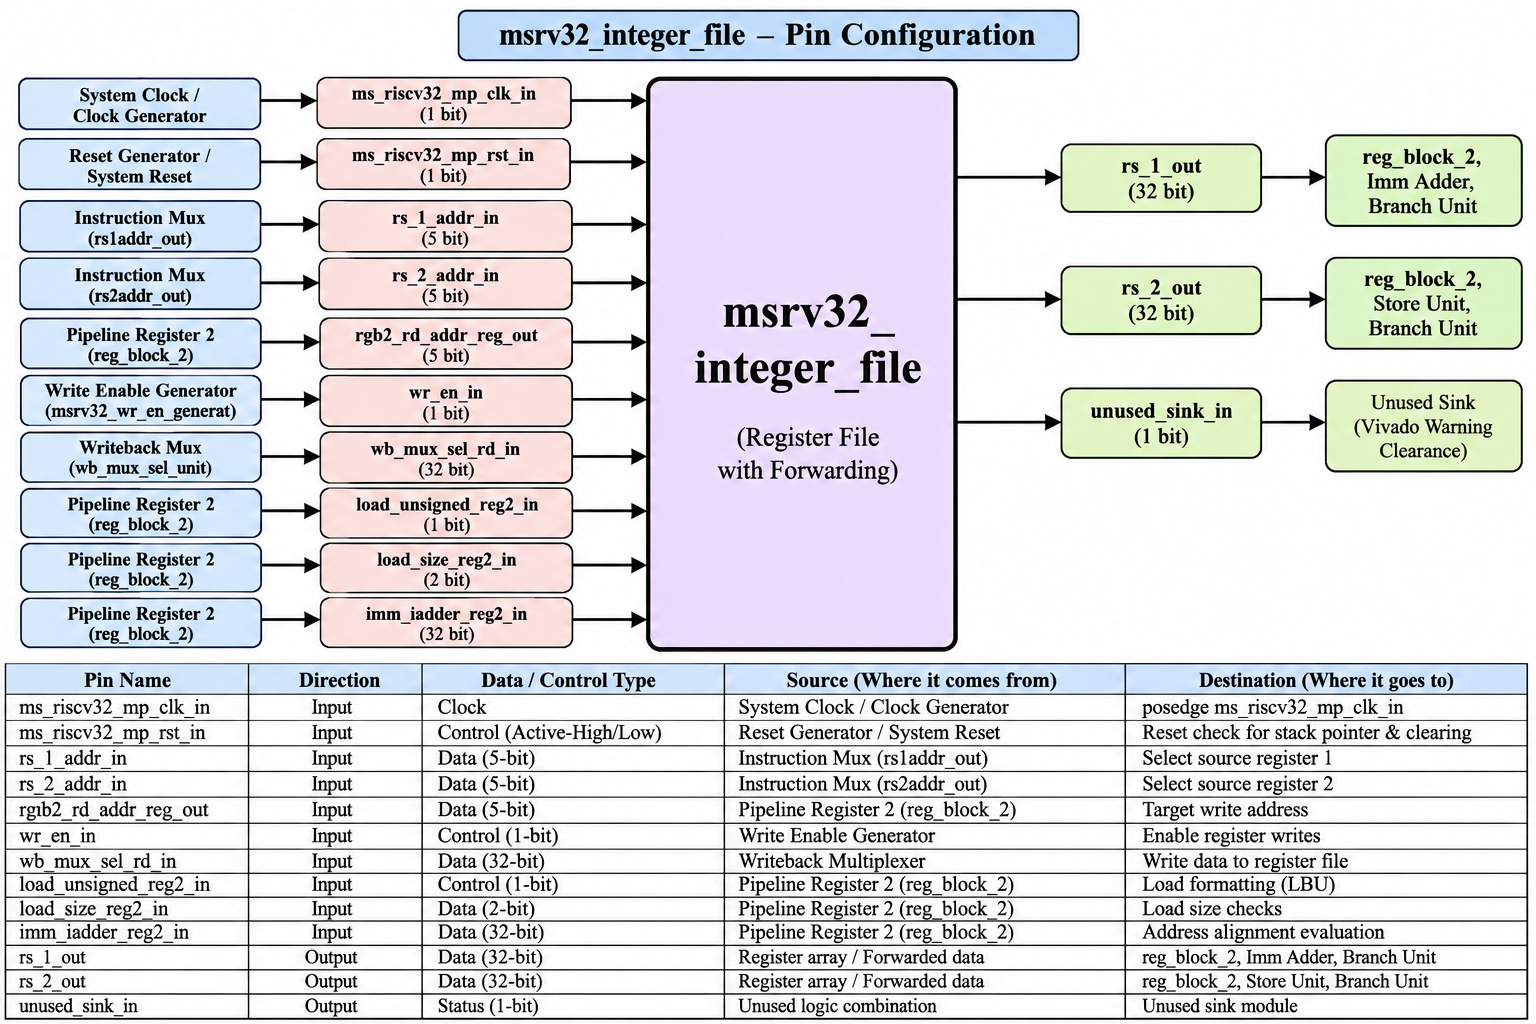 msrv32_integer_file – Pin Configuration
System Clock /
Clock Generator
ms_riscv32_mp_clk_in
(1 bit)
Reset Generator /
System Reset
ms_riscv32_mp_rst_in
(1 bit)
Instruction Mux
(rs1addr_out)
rs_1_addr_in
(5 bit)
Instruction Mux
(rs2addr_out)
rs_2_addr_in
(5 bit)
Pipeline Register 2
(reg_block_2)
rgb2_rd_addr_reg_out
(5 bit)
Write Enable Generator
(msrv32_wr_en_generat)
wr_en_in
(1 bit)
Writeback Mux
(wb_mux_sel_unit)
wb_mux_sel_rd_in
(32 bit)
Pipeline Register 2
(reg_block_2)
load_unsigned_reg2_in
(1 bit)
Pipeline Register 2
(reg_block_2)
load_size_reg2_in
(2 bit)
Pipeline Register 2
(reg_block_2)
imm_iadder_reg2_in
(32 bit)
msrv32_
integer_file
(Register File
with Forwarding)
rs_1_out
(32 bit)
reg_block_2,
Imm Adder,
Branch Unit
rs_2_out
(32 bit)
reg_block_2,
Store Unit,
Branch Unit
unused_sink_in
(1 bit)
Unused Sink
(Vivado Warning
Clearance)
Pin Name Direction Data / Control Type Source (Where it comes from) Destination (Where it goes to)
ms_riscv32_mp_clk_in Input Clock System Clock / Clock Generator posedge ms_riscv32_mp_clk_in
ms_riscv32_mp_rst_in Input Control (Active-High/Low) Reset Generator / System Reset Reset check for stack pointer & clearing
rs_1_addr_in Input Data (5-bit) Instruction Mux (rs1addr_out) Select source register 1
rs_2_addr_in Input Data (5-bit) Instruction Mux (rs2addr_out) Select source register 2
rgıb2_rd_addr_reg_out Input Data (5-bit) Pipeline Register 2 (reg_block_2) Target write address
wr_en_in Input Control (1-bit) Write Enable Generator Enable register writes
wb_mux_sel_rd_in Input Data (32-bit) Writeback Multiplexer Write data to register file
load_unsigned_reg2_in Input Control (1-bit) Pipeline Register 2 (reg_block_2) Load formatting (LBU)
load_size_reg2_in Input Data (2-bit) Pipeline Register 2 (reg_block_2) Load size checks
imm_iadder_reg2_in Input Data (32-bit) Pipeline Register 2 (reg_block_2) Address alignment evaluation
rs_1_out Output Data (32-bit) Register array / Forwarded data reg_block_2, Imm Adder, Branch Unit
rs_2_out Output Data (32-bit) Register array / Forwarded data reg_block_2, Store Unit, Branch Unit
unused_sink_in Output Status (1-bit) Unused logic combination Unused sink module